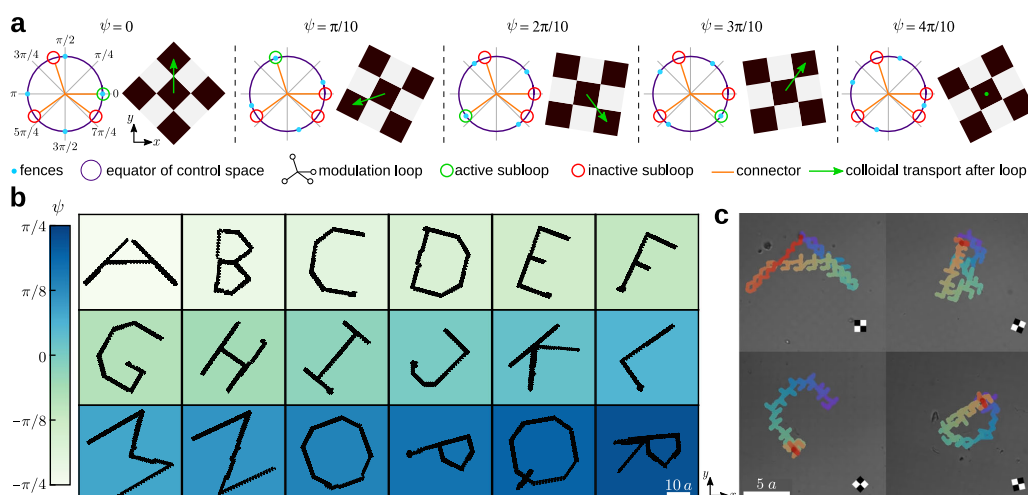 a
ψ = 0
ψ = π/10
ψ = 2π/10
ψ = 3π/10
ψ = 4π/10
π/2
3π/4
π/4
π
0
5π/4
7π/4
3π/2
y
x
fences
equator of control space
modulation loop
active subloop
inactive subloop
connector
colloidal transport after loop
b
ψ
π/4
π/8
0
−π/8
−π/4
A B C D E F
G H I J K L
M N O P Q R
10 a
y
x
c
5 a